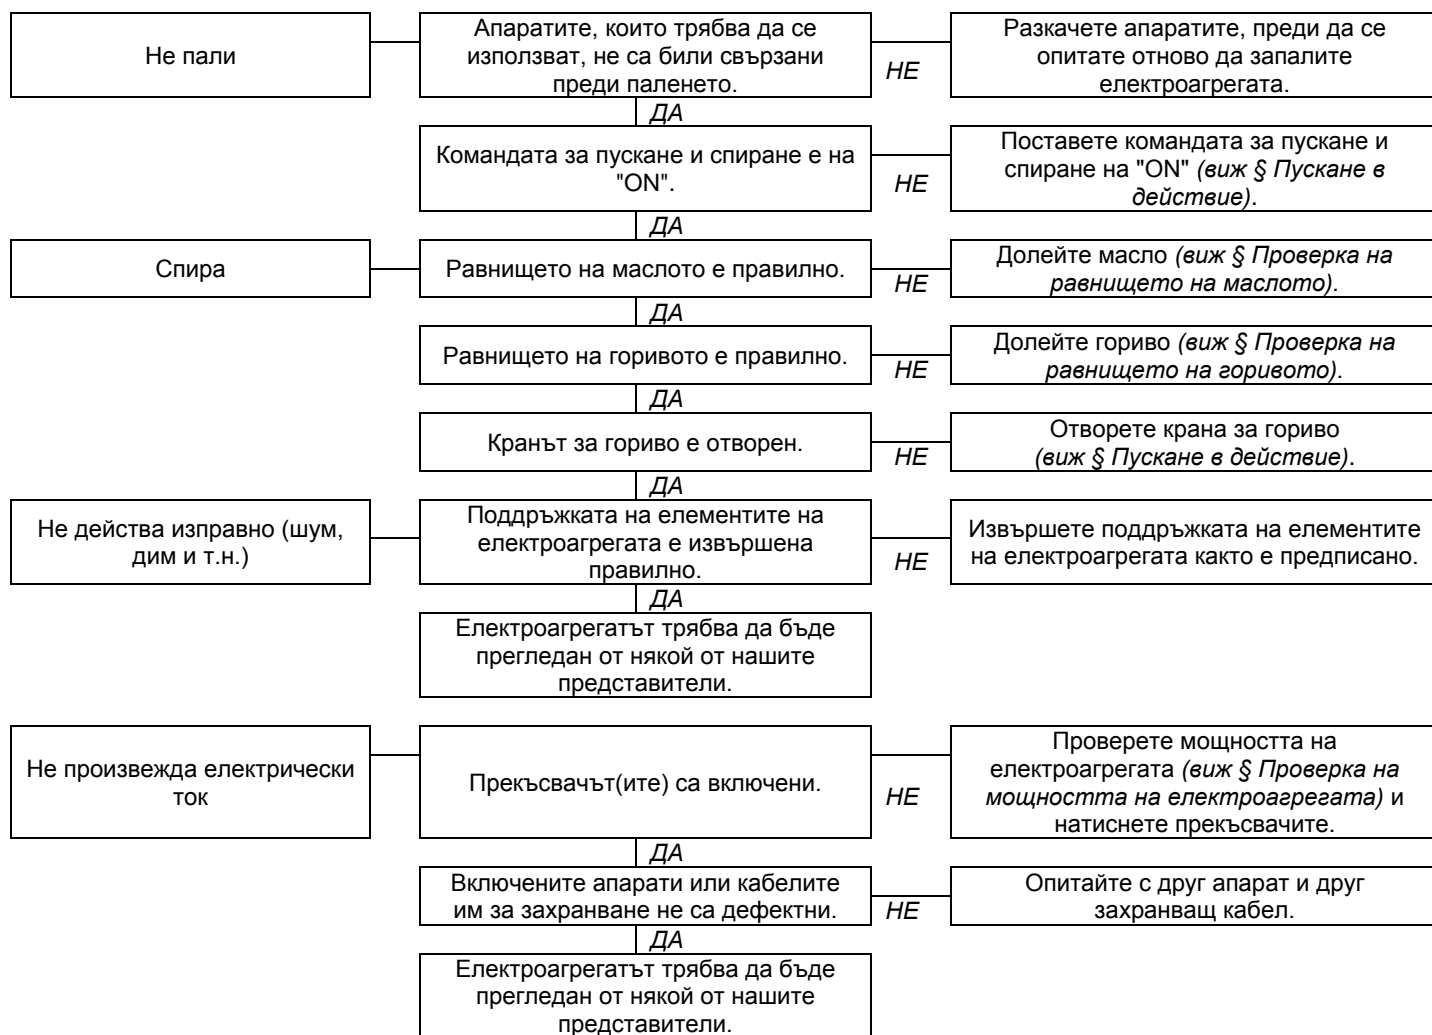 Не пали
Апаратите, които трябва да се
използват, не са били свързани
преди паленето.
НЕ
Разкачете апаратите, преди да се
опитате отново да запалите
електроагрегата.
ДА
Командата за пускане и спиране е на
"ON".
НЕ
Поставете командата за пускане и
спиране на "ON" (виж § Пускане в
действие).
ДА
Спира
Равнището на маслото е правилно.
НЕ
Долейте масло (виж § Проверка на
равнището на маслото).
ДА
Равнището на горивото е правилно.
НЕ
Долейте гориво (виж § Проверка на
равнището на горивото).
ДА
Кранът за гориво е отворен.
НЕ
Отворете крана за гориво
(виж § Пускане в действие).
ДА
Не действа изправно (шум,
дим и т.н.)
Поддръжката на елементите на
електроагрегата е извършена
правилно.
НЕ
Извършете поддръжката на елементите
на електроагрегата както е предписано.
ДА
Електроагрегатът трябва да бъде
прегледан от някой от нашите
представители.
Не произвежда електрически
ток
Прекъсвачът(ите) са включени.
НЕ
Проверете мощността на
електроагрегата (виж § Проверка на
мощността на електроагрегата) и
натиснете прекъсвачите.
ДА
Включените апарати или кабелите
им за захранване не са дефектни.
НЕ
Опитайте с друг апарат и друг
захранващ кабел.
ДА
Електроагрегатът трябва да бъде
прегледан от някой от нашите
представители.